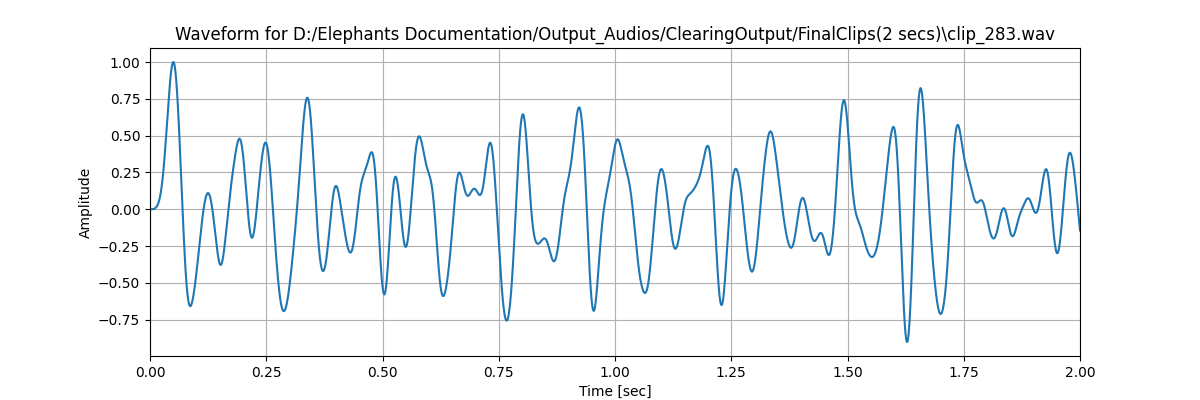 Waveform for D:/Elephants Documentation/Output_Audios/ClearingOutput/FinalClips(2 secs)\clip_283.wav
1.00
0.75
0.50
0.25
0.00
−0.25
−0.50
−0.75
Amplitude
0.00 0.25 0.50 0.75 1.00 1.25 1.50 1.75 2.00
Time [sec]